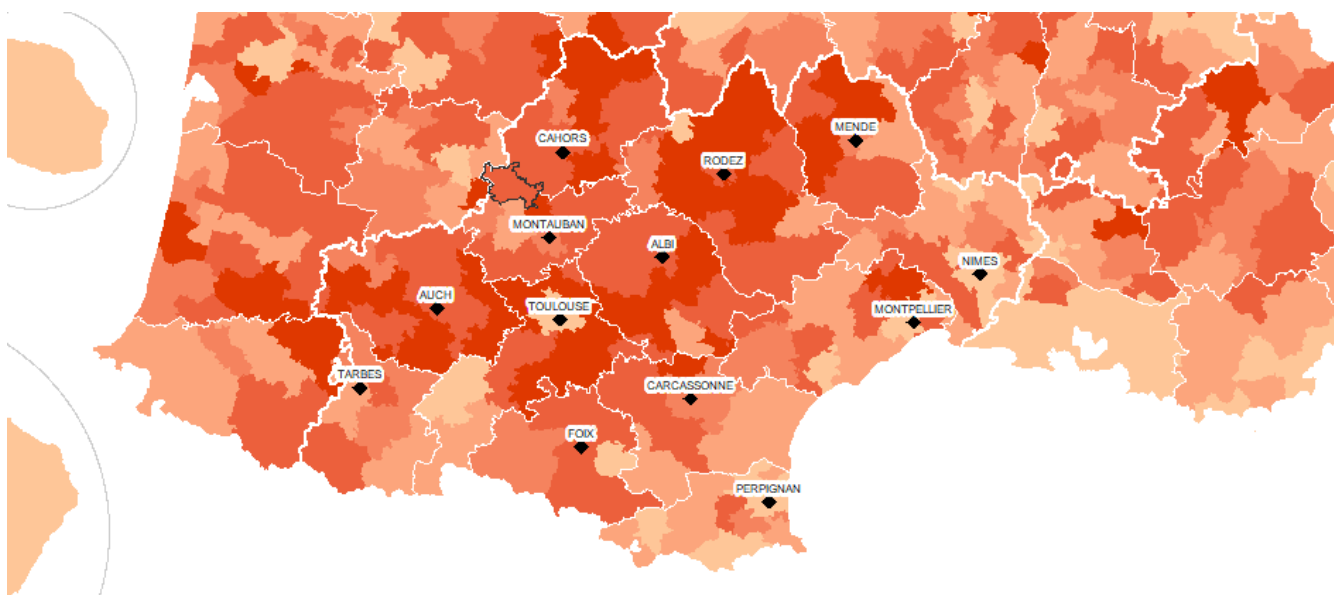 MENDE
CAHORS
RODEZ
MONTAUBAN
ALBI
NIMES
AUCH
TOULOUSE
MONTPELLIER
TARBES
CARCASSONNE
FOIX
PERPIGNAN